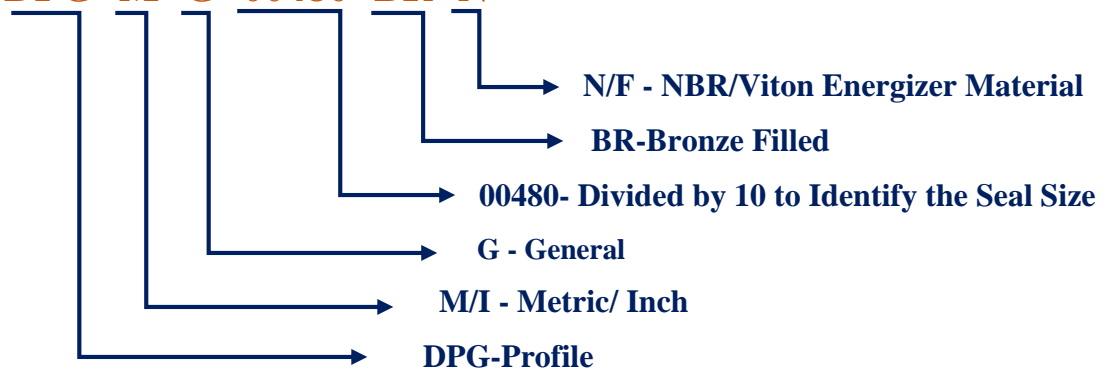 N/F - NBR/Viton Energizer Material
BR-Bronze Filled
00480- Divided by 10 to Identify the Seal Size
G - General
M/I - Metric/ Inch
DPG-Profile